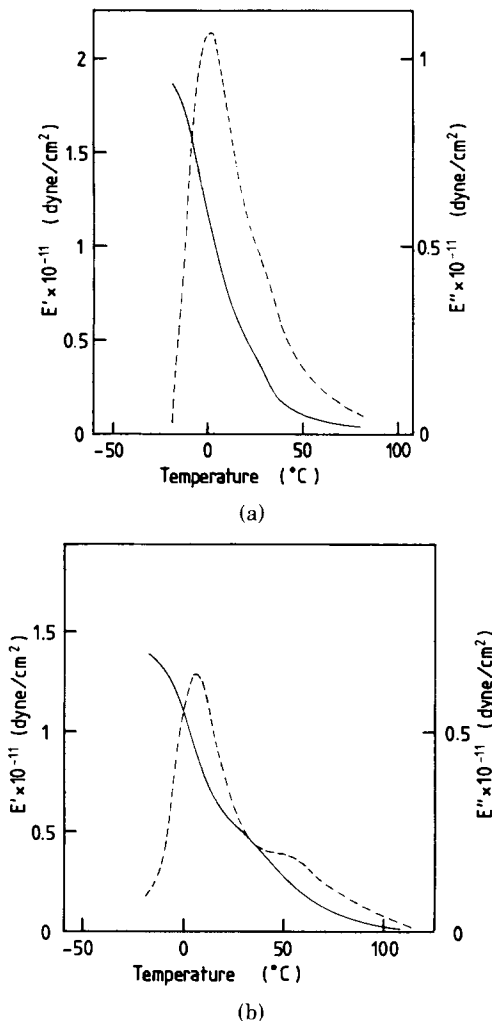 2
1.5
1
0.5
0
E' × 10⁻¹¹ (dyne/cm²)
1
0.5
0
E" × 10⁻¹¹ (dyne/cm²)
-50 0 50 100
Temperature (°C)
(a)
1.5
1
0.5
0
E' × 10⁻¹¹ (dyne/cm²)
0.5
0
E" × 10⁻¹¹ (dyne/cm²)
-50 0 50 100
Temperature (°C)
(b)